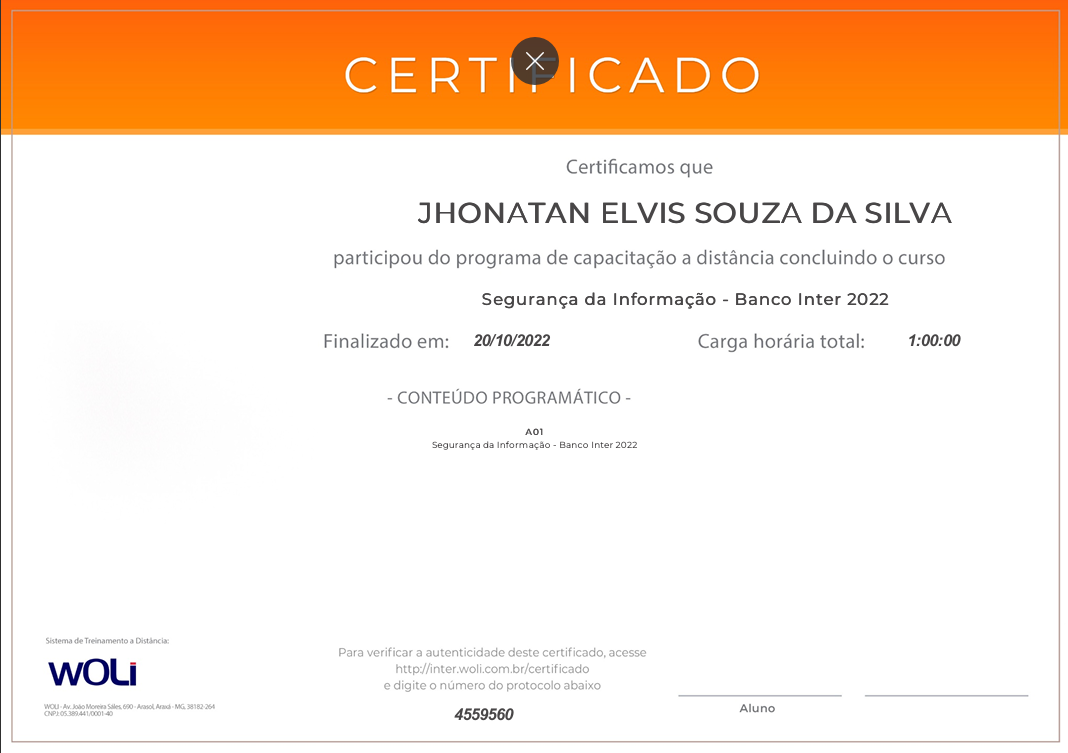 CERTIFICADO
Certificamos que
JHONATAN ELVIS SOUZA DA SILVA
participou do programa de capacitação a distância concluindo o curso
Segurança da Informação - Banco Inter 2022
Finalizado em: 20/10/2022 Carga horária total: 1:00:00
- CONTEÚDO PROGRAMÁTICO -
A01
Segurança da Informação - Banco Inter 2022
Sistema de Treinamento a Distância:
WOLi
WOLI - Av. João Moreira Sáles, 690 - Arasol, Araxá - MG, 38182-264
CNPJ: 05.389.441/0001-40
Para verificar a autenticidade deste certificado, acesse
http://inter.woli.com.br/certificado
e digite o número do protocolo abaixo
4559560
Aluno